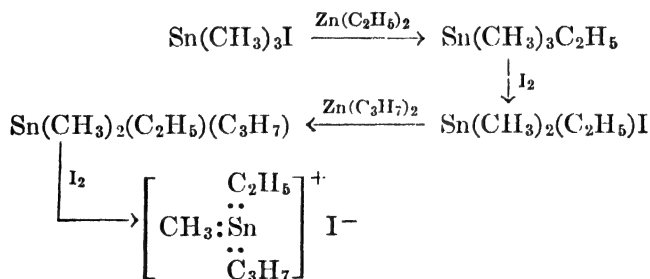 Sn(CH₃)₃I —Zn(C₂H₅)₂→ Sn(CH₃)₃C₂H₅
↓ I₂
Sn(CH₃)₂(C₂H₅)(C₃H₇) ←Zn(C₃H₇)₂— Sn(CH₃)₂(C₂H₅)I
I₂ →
[C₂H₅
CH₃:Sn
C₃H₇]⁺ I⁻